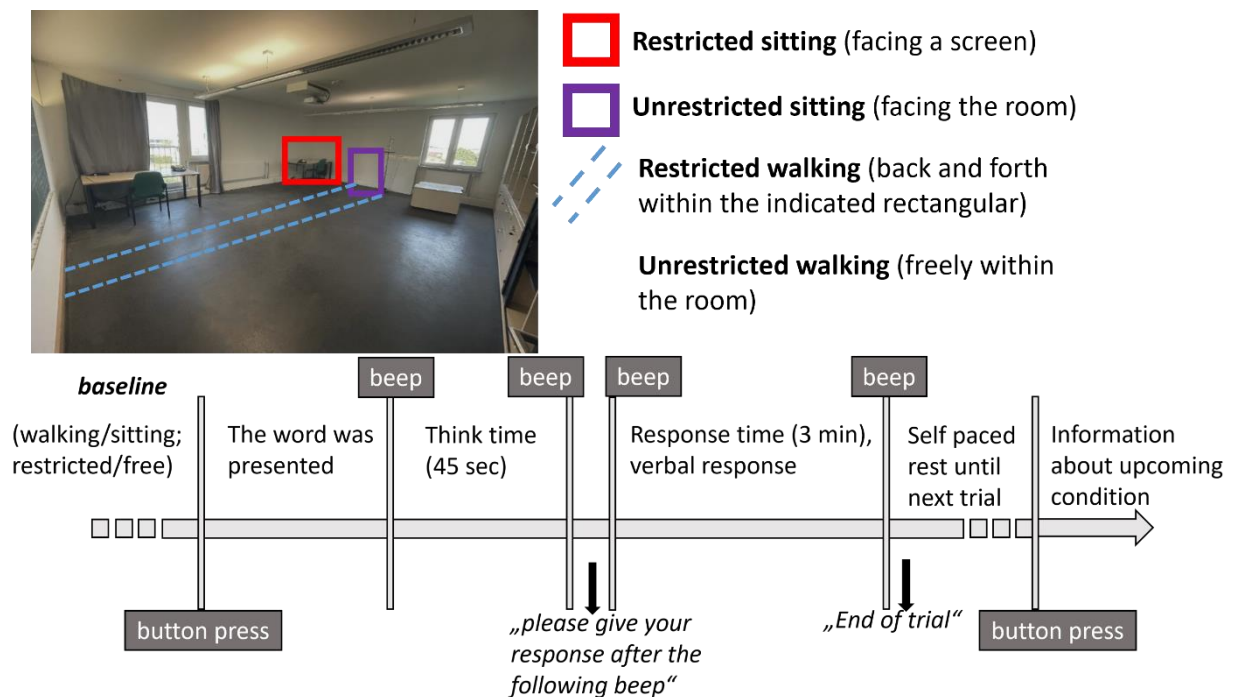 Restricted sitting (facing a screen)
Unrestricted sitting (facing the room)
Restricted walking (back and forth
within the indicated rectangular)
Unrestricted walking (freely within
the room)
beep
beep
beep
beep
baseline
(walking/sitting;
restricted/free)
The word was
presented
Think time
(45 sec)
Response time (3 min),
verbal response
Self paced
rest until
next trial
Information
about upcoming
condition
button press
„please give your
response after the
following beep“
„End of trial“
button press